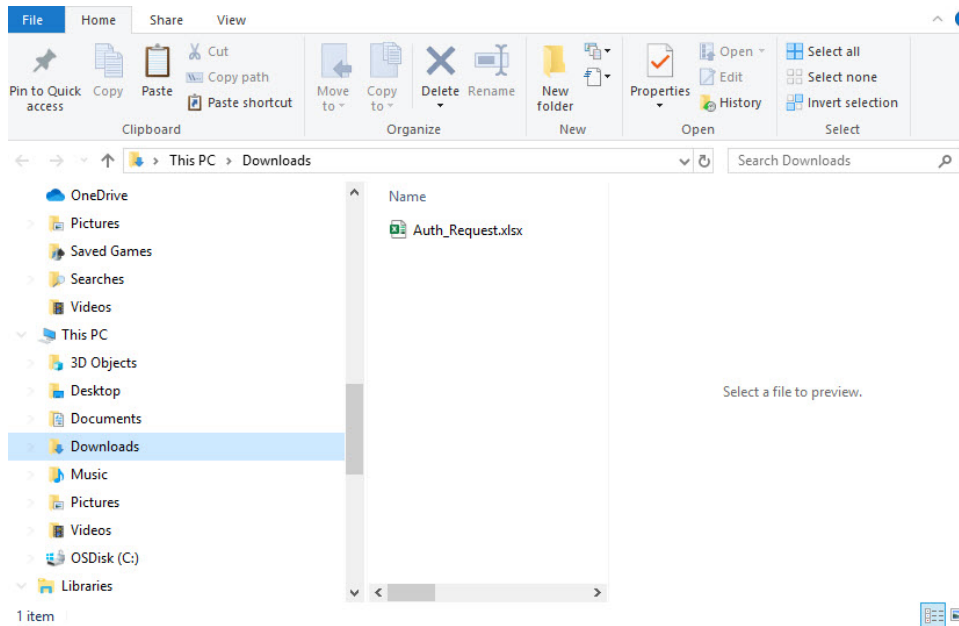 File Home Share View
Pin to Quick access
Copy
Paste
Cut
Copy path
Paste shortcut
Clipboard
Move to
Copy to
Delete
Rename
Organize
New folder
New
Properties
Open
Edit
History
Open
Select all
Select none
Invert selection
Select
This PC > Downloads
Search Downloads
OneDrive
Pictures
Saved Games
Searches
Videos
This PC
3D Objects
Desktop
Documents
Downloads
Music
Pictures
Videos
OSDisk (C:)
Libraries
Name
Auth_Request.xlsx
Select a file to preview.
1 item